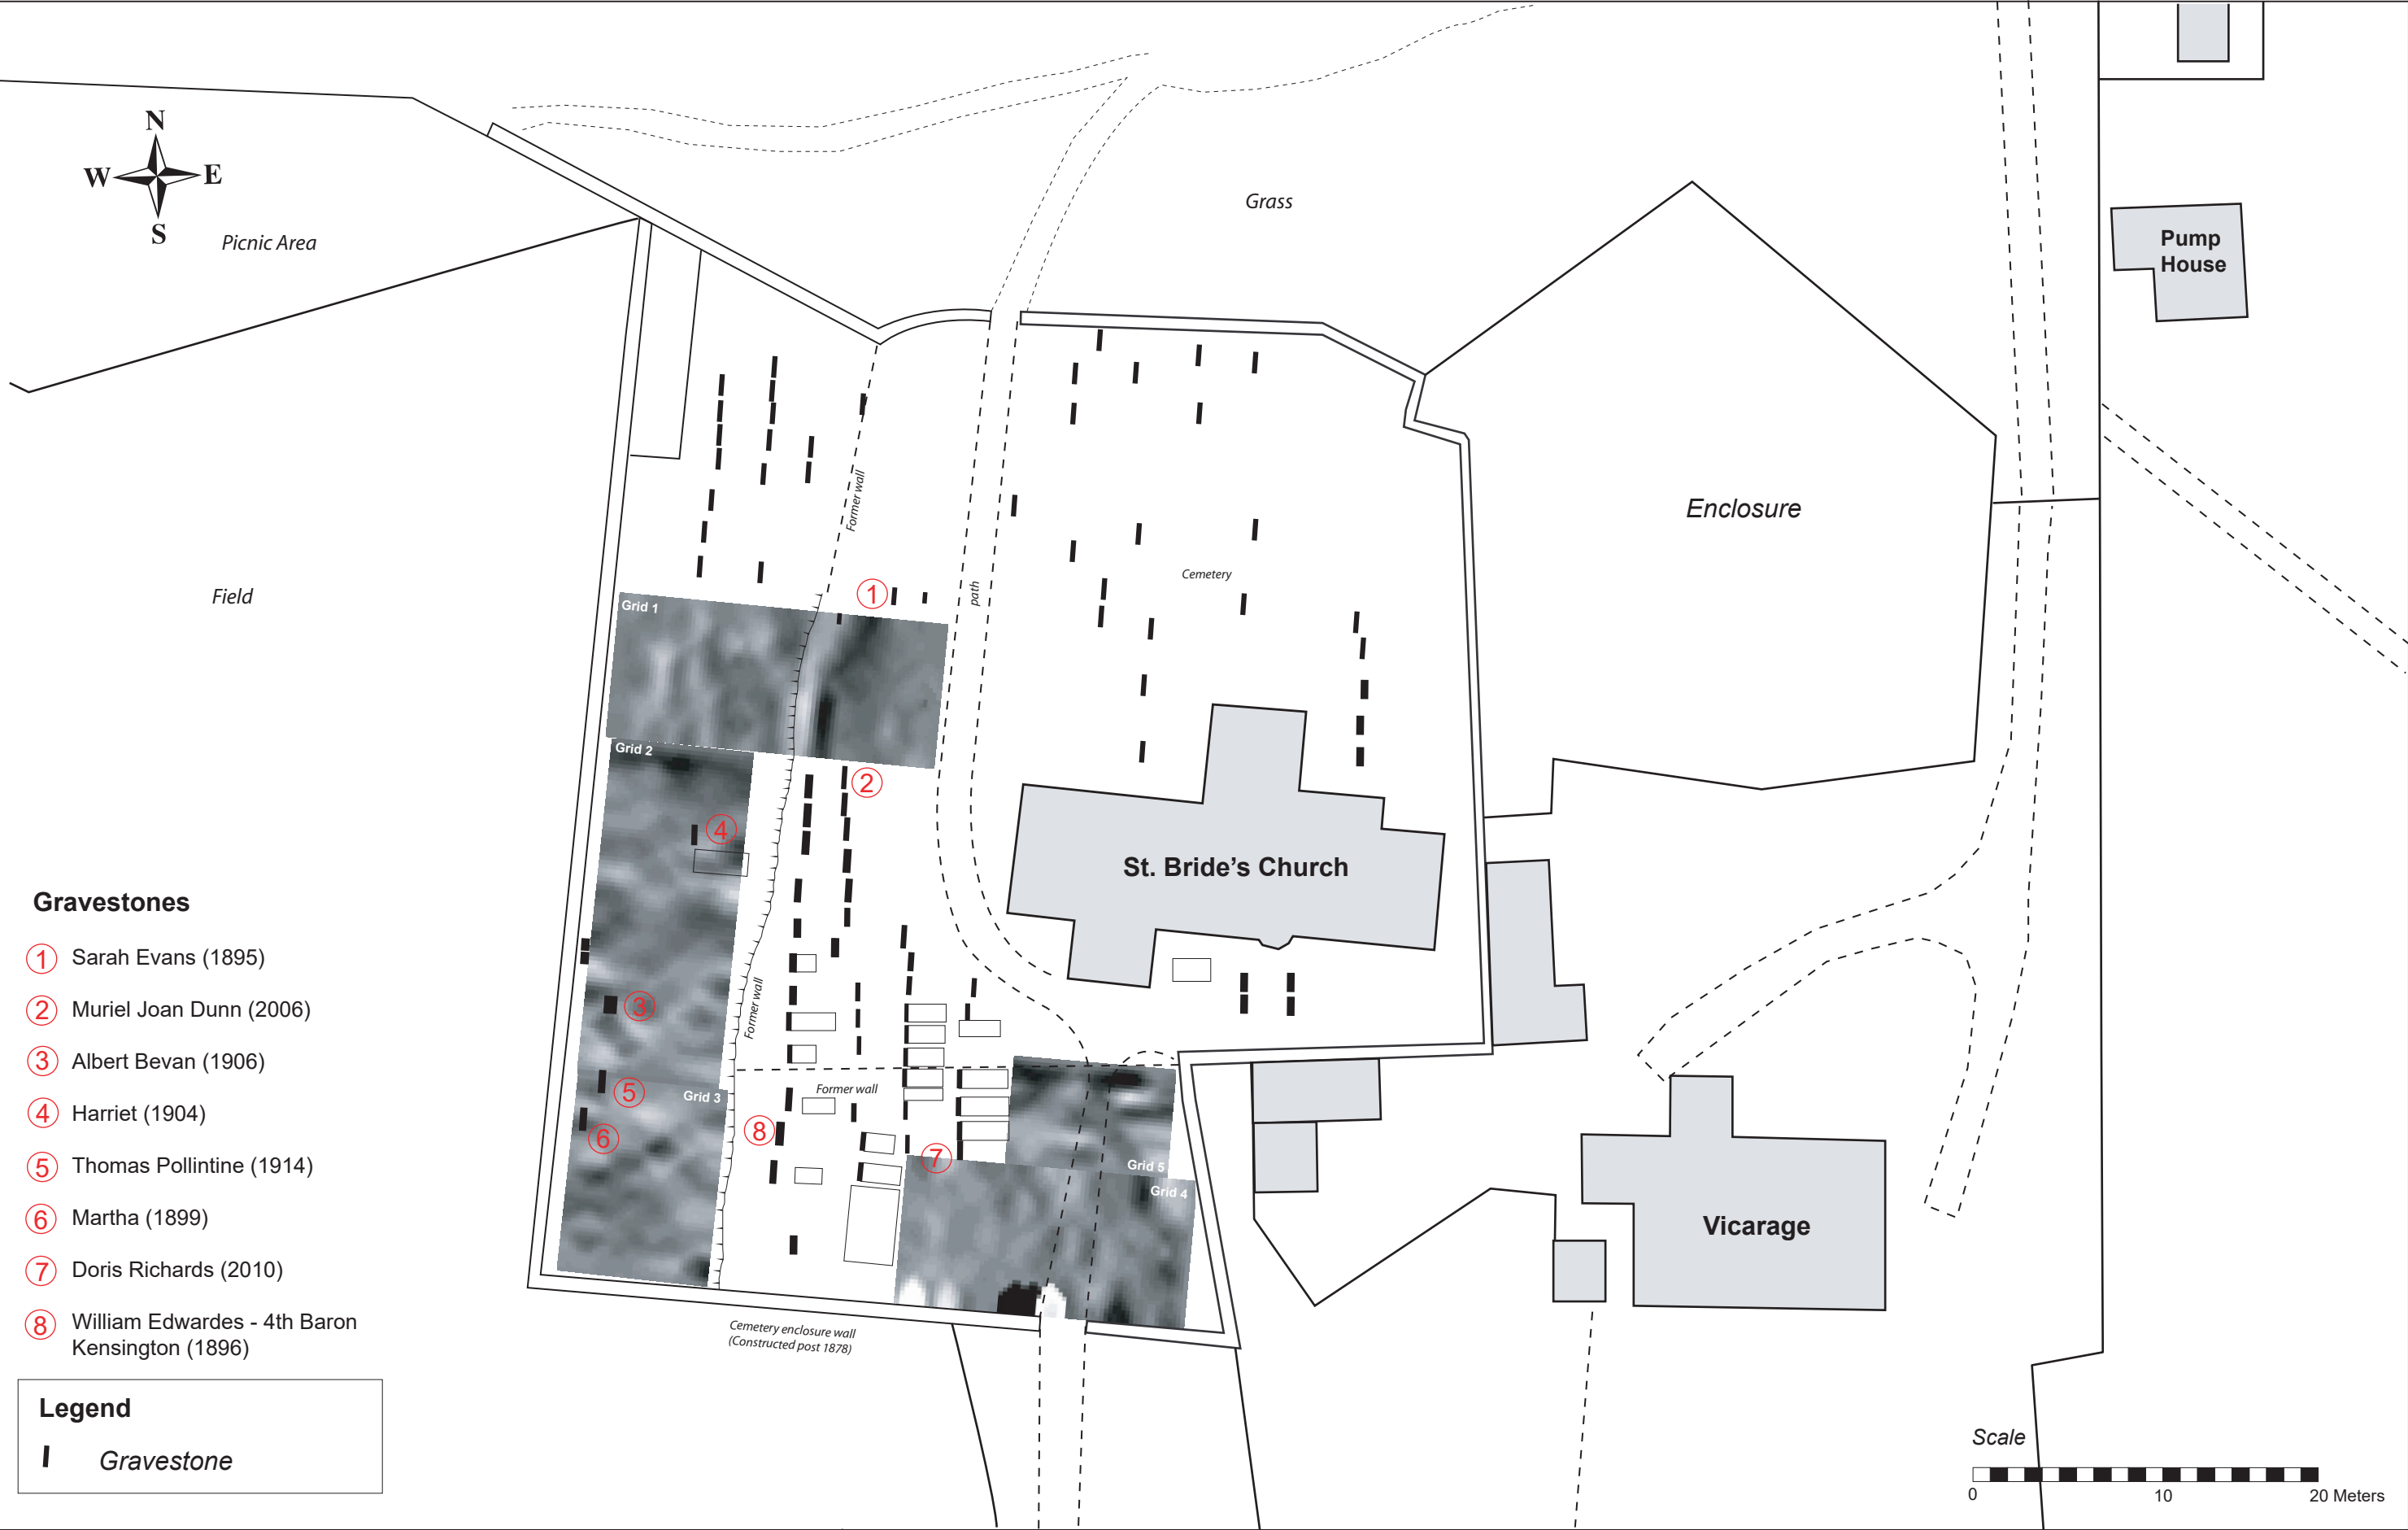 N
W
E
S
Picnic Area
Grass
Pump
House
Enclosure
Former wall
Cemetery
Field
path
1
Grid 1
Grid 2
2
4
St. Bride's Church
Former wall
3
5
Grid 3
6
Former wall
8
7
Grid 5
Grid 4
Vicarage
Cemetery enclosure wall
(Constructed post 1878)
Gravestones
1 Sarah Evans (1895)
2 Muriel Joan Dunn (2006)
3 Albert Bevan (1906)
4 Harriet (1904)
5 Thomas Pollintine (1914)
6 Martha (1899)
7 Doris Richards (2010)
8 William Edwardes - 4th Baron
Kensington (1896)
Legend
Gravestone
Scale
0 10 20 Meters